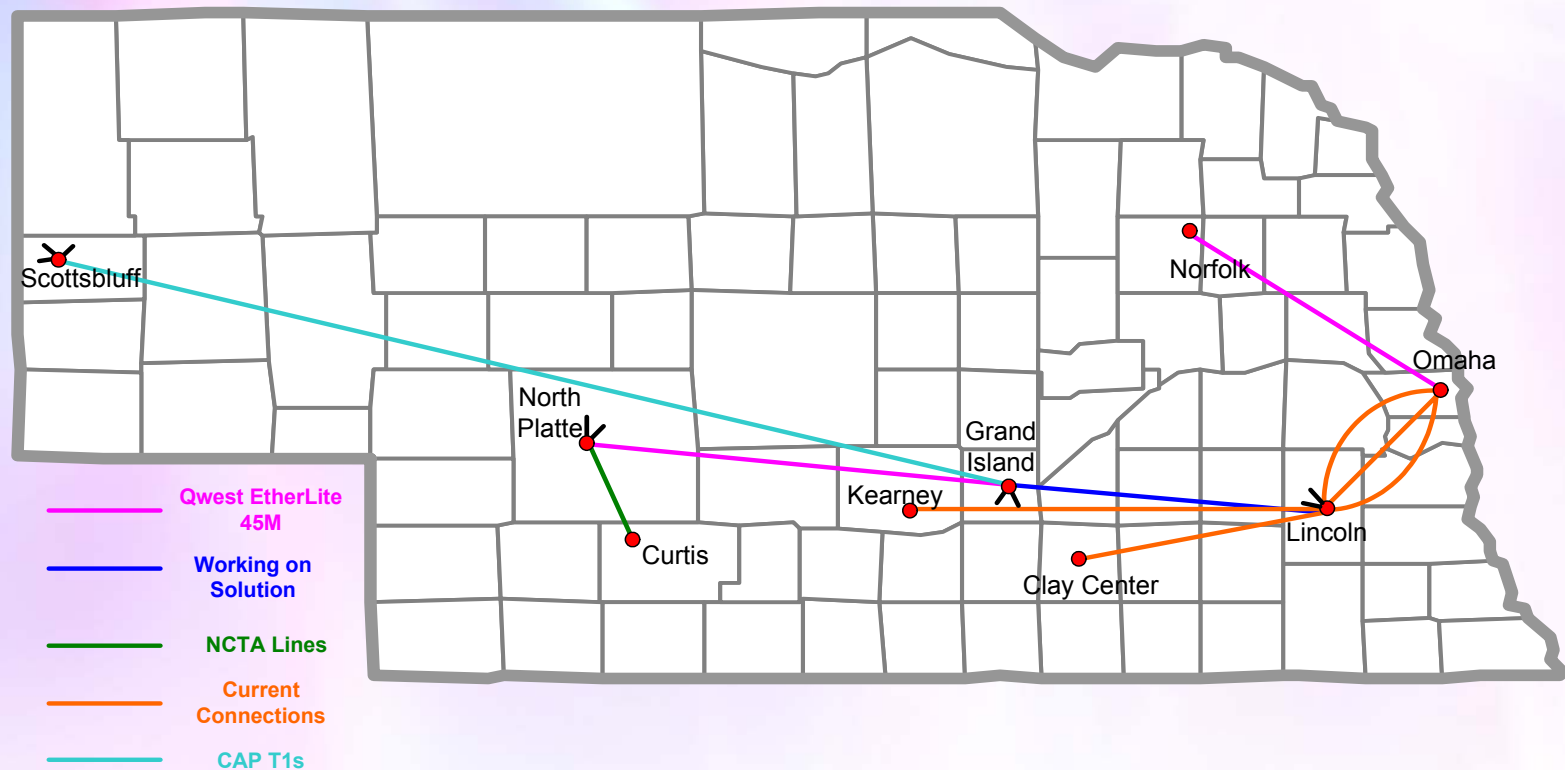 Scottsbluff
Norfolk
Omaha
North
Platte
Grand
Island
Kearney
Lincoln
Curtis
Clay Center
Qwest EtherLite
45M
Working on
Solution
NCTA Lines
Current
Connections
CAP T1s